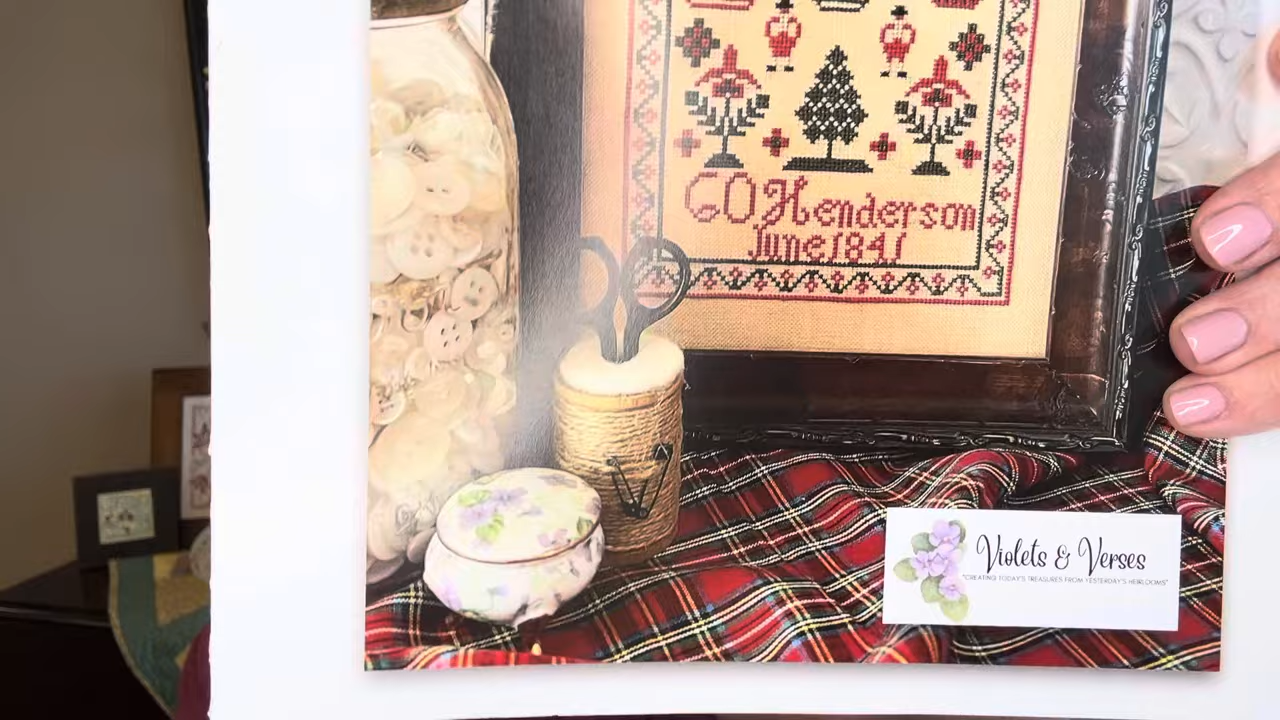 GO Henderson
June 1841
Violets & Verses
"CREATING TODAY'S TREASURES FROM YESTERDAY'S HEIRLOOMS"